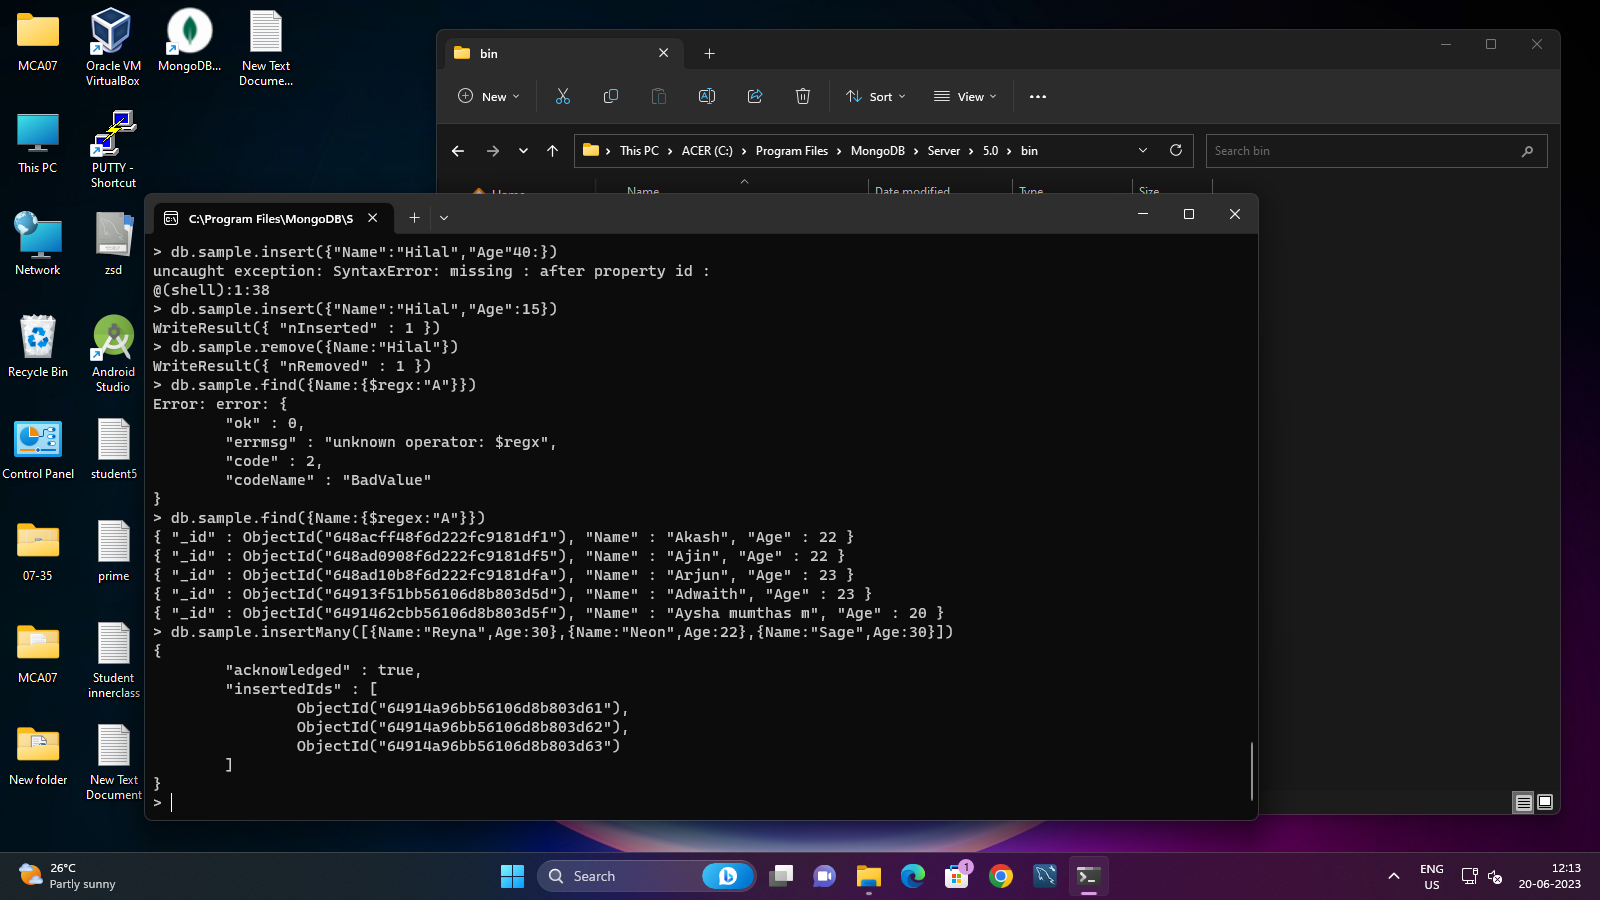 MCA07
Oracle VM
VirtualBox
MongoDB...
New Text
Docume...
This PC
PUTTY -
Shortcut
Network
zsd
Recycle Bin
Android
Studio
Control Panel
student5
07-35
prime
MCA07
Student
innerclass
New folder
New Text
Document
bin
New
Sort
View
This PC > ACER (C:) > Program Files > MongoDB > Server > 5.0 > bin
Search bin
Home
Name
Date modified
Type
Size
C:\Program Files\MongoDB\S
> db.sample.insert({"Name":"Hilal","Age"40:})
uncaught exception: SyntaxError: missing : after property id :
@(shell):1:38
> db.sample.insert({"Name":"Hilal","Age":15})
WriteResult({ "nInserted" : 1 })
> db.sample.remove({Name:"Hilal"})
WriteResult({ "nRemoved" : 1 })
> db.sample.find({Name:{$regx:"A"}})
Error: error: {
"ok" : 0,
"errmsg" : "unknown operator: $regx",
"code" : 2,
"codeName" : "BadValue"
}
> db.sample.find({Name:{$regex:"A"}})
{ "_id" : ObjectId("648acff48f6d222fc9181df1"), "Name" : "Akash", "Age" : 22 }
{ "_id" : ObjectId("648ad0908f6d222fc9181df5"), "Name" : "Ajin", "Age" : 22 }
{ "_id" : ObjectId("648ad10b8f6d222fc9181dfa"), "Name" : "Arjun", "Age" : 23 }
{ "_id" : ObjectId("64913f51bb56106d8b803d5d"), "Name" : "Adwaith", "Age" : 23 }
{ "_id" : ObjectId("6491462cbb56106d8b803d5f"), "Name" : "Aysha mumthas m", "Age" : 20 }
> db.sample.insertMany([{Name:"Reyna",Age:30},{Name:"Neon",Age:22},{Name:"Sage",Age:30}])
{
"acknowledged" : true,
"insertedIds" : [
ObjectId("64914a96bb56106d8b803d61"),
ObjectId("64914a96bb56106d8b803d62"),
ObjectId("64914a96bb56106d8b803d63")
]
}
>
26°C
Partly sunny
Search
1
ENG
US
12:13
20-06-2023